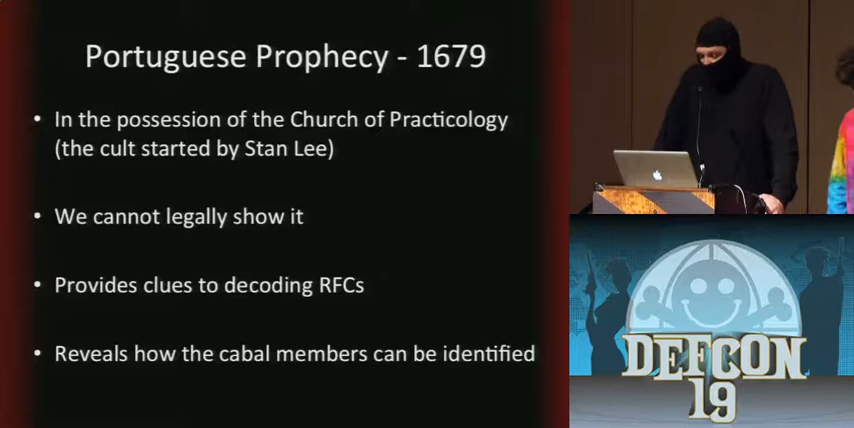 Portuguese Prophecy - 1679
• In the possession of the Church of Practicology
(the cult started by Stan Lee)
• We cannot legally show it
• Provides clues to decoding RFCs
• Reveals how the cabal members can be identified
DEFCON
19